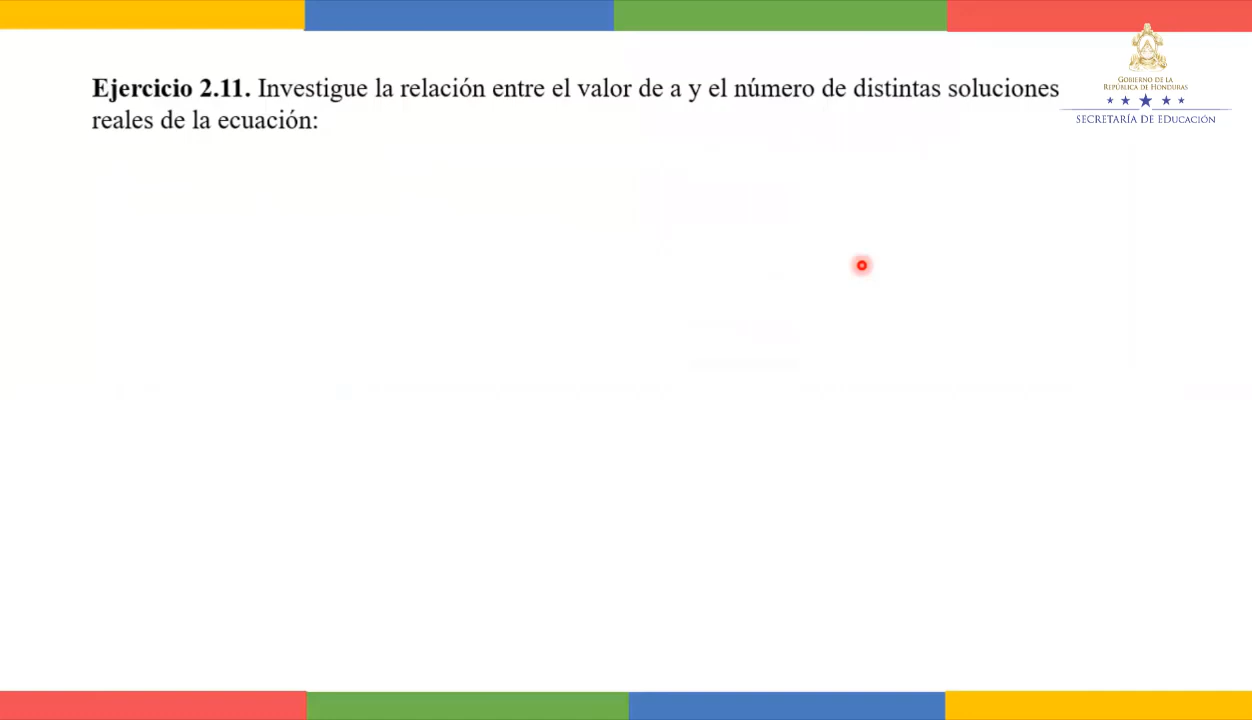 Ejercicio 2.11. Investigue la relación entre el valor de a y el número de distintas soluciones
reales de la ecuación:
GOBIERNO DE LA
REPÚBLICA DE HONDURAS
SECRETARÍA DE EDUCACIÓN